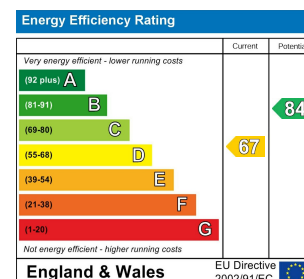 Energy Efficiency Rating
Current Potentia
Very energy efficient - lower running costs
(92 plus) A
(81-91) B
84
(69-80) C
(55-68) D
67
(39-54) E
(21-38) F
(1-20) G
Not energy efficient - higher running costs
England & Wales
EU Directive
2002/91/EC